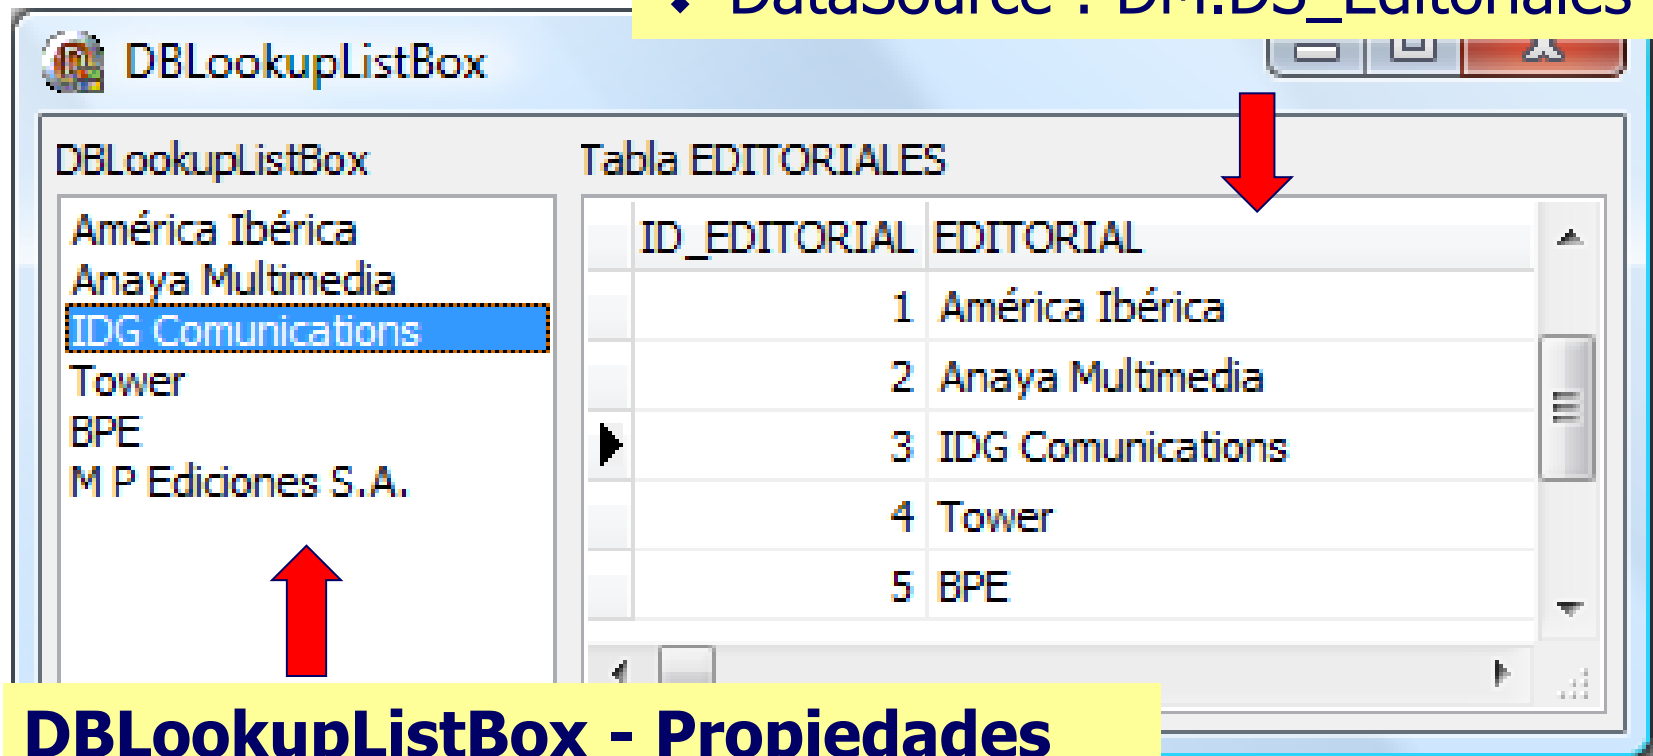 DataSource : DM.DS_Editoriales
DBLookupListBox
DBLookupListBox
América Ibérica
Anaya Multimedia
IDG Comunications
Tower
BPE
M P Ediciones S.A.
Tabla EDITORIALES
ID_EDITORIAL EDITORIAL
1 América Ibérica
2 Anaya Multimedia
3 IDG Comunications
4 Tower
5 BPE
DBLookupListBox - Propiedades